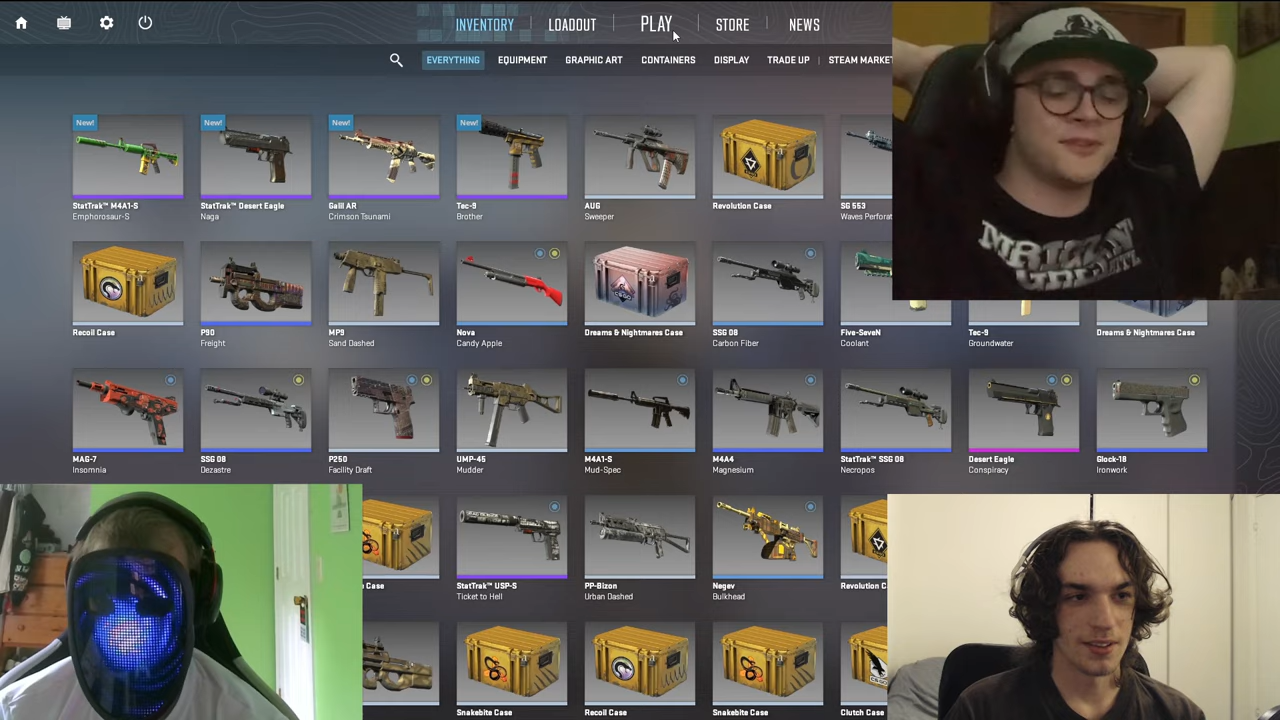 INVENTORY
LOADOUT
PLAY
STORE
NEWS
EVERYTHING
EQUIPMENT
GRAPHIC ART
CONTAINERS
DISPLAY
TRADE UP
STEAM MARKET
New!
New!
New!
New!
StatTrak™ M4A1-S
Emphorosaur-S
StatTrak™ Desert Eagle
Naga
Galil AR
Crimson Tsunami
Tec-9
Brother
AUG
Sweeper
Revolution Case
SG 553
Waves Perforat
Recoil Case
P90
Freight
MP9
Sand Dashed
Nova
Candy Apple
Dreams & Nightmares Case
SSG 08
Carbon Fiber
Five-SeveN
Coolant
Tec-9
Groundwater
Dreams & Nightmares Case
MAG-7
Insomnia
SSG 08
Dezastre
P250
Facility Draft
UMP-45
Mudder
M4A1-S
Mud-Spec
M4A4
Magnesium
StatTrak™ SSG 08
Necropos
Desert Eagle
Conspiracy
Glock-18
Ironwork
Case
StatTrak™ USP-S
Ticket to Hell
PP-Bizon
Urban Dashed
Negev
Bulkhead
Revolution C
Snakebite Case
Recoil Case
Snakebite Case
Clutch Case